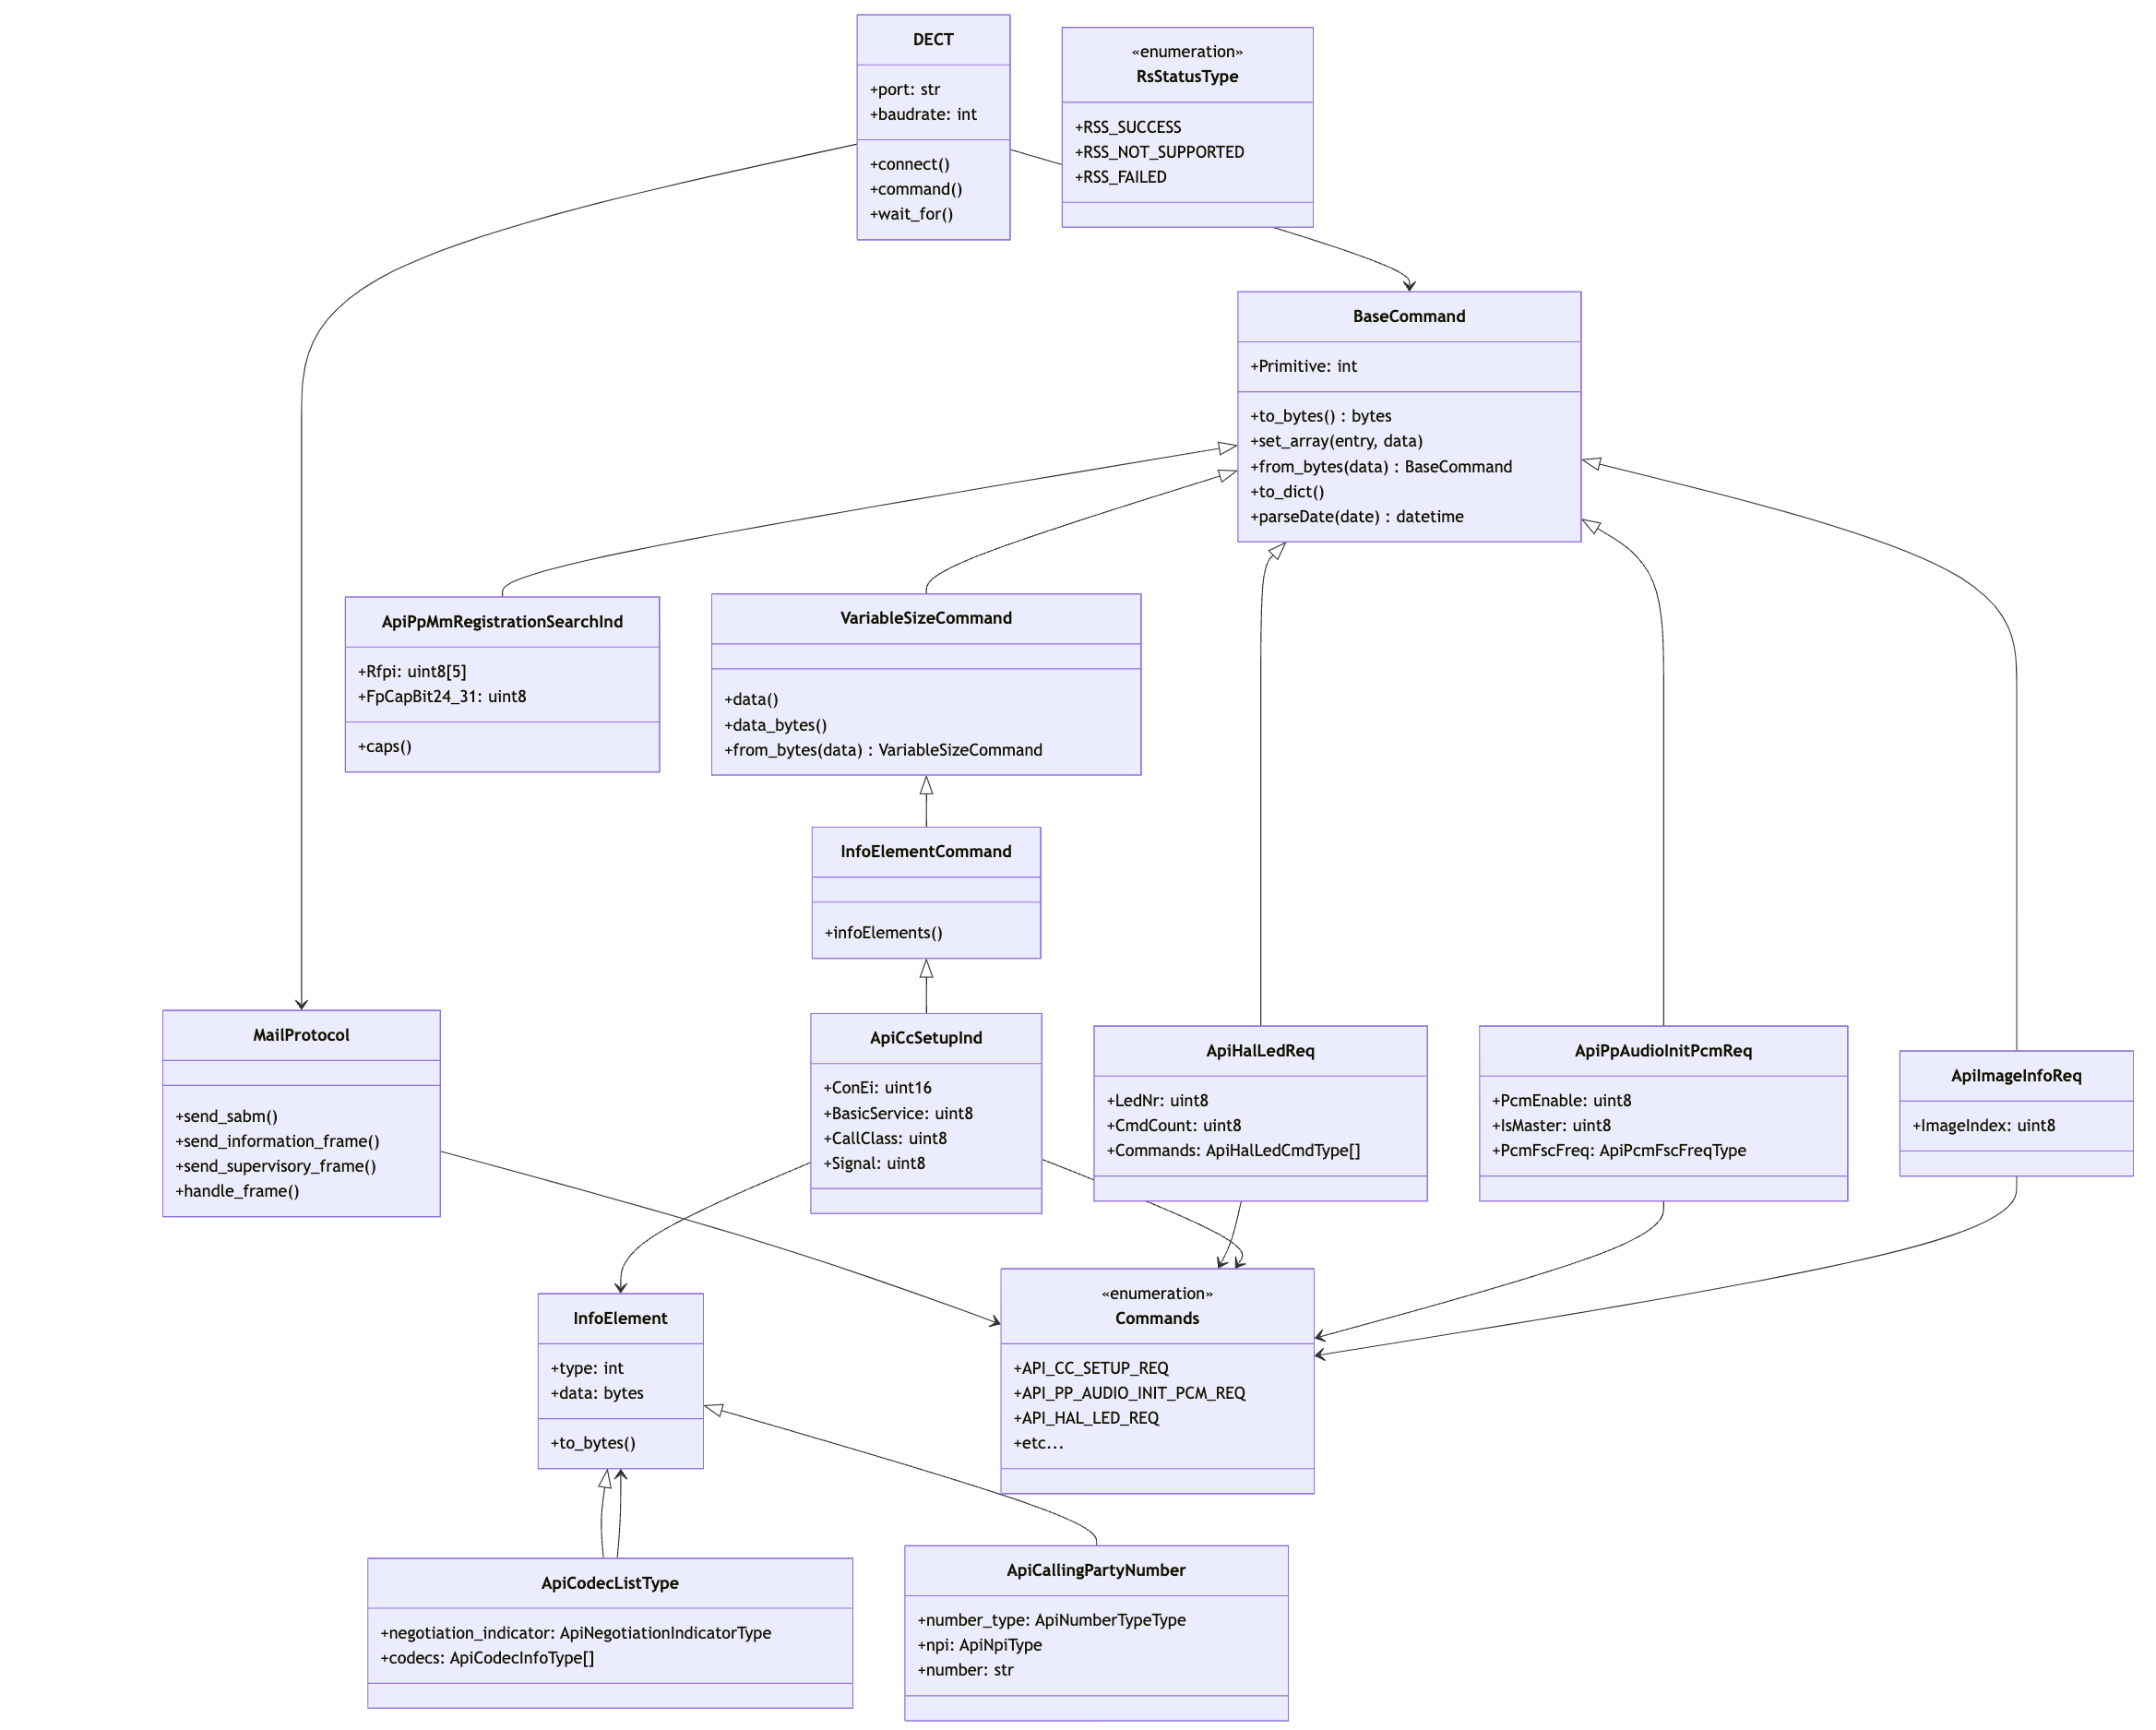 DECT
+port: str
+baudrate: int
+connect()
+command()
+wait_for()
«enumeration»
RsStatusType
+RSS_SUCCESS
+RSS_NOT_SUPPORTED
+RSS_FAILED
BaseCommand
+Primitive: int
+to_bytes() : bytes
+set_array(entry, data)
+from_bytes(data) : BaseCommand
+to_dict()
+parseDate(date) : datetime
ApiPpMmRegistrationSearchInd
+Rfpi: uint8[5]
+FpCapBit24_31: uint8
+caps()
VariableSizeCommand
+data()
+data_bytes()
+from_bytes(data) : VariableSizeCommand
InfoElementCommand
+infoElements()
MailProtocol
+send_sabm()
+send_information_frame()
+send_supervisory_frame()
+handle_frame()
ApiCcSetupInd
+ConEi: uint16
+BasicService: uint8
+CallClass: uint8
+Signal: uint8
ApiHalLedReq
+LedNr: uint8
+CmdCount: uint8
+Commands: ApiHalLedCmdType[]
ApiPpAudioInitPcmReq
+PcmEnable: uint8
+IsMaster: uint8
+PcmFscFreq: ApiPcmFscFreqType
ApiImageInfoReq
+ImageIndex: uint8
InfoElement
+type: int
+data: bytes
+to_bytes()
«enumeration»
Commands
+API_CC_SETUP_REQ
+API_PP_AUDIO_INIT_PCM_REQ
+API_HAL_LED_REQ
+etc...
ApiCodecListType
+negotiation_indicator: ApiNegotiationIndicatorType
+codecs: ApiCodecInfoType[]
ApiCallingPartyNumber
+number_type: ApiNumberTypeType
+npi: ApiNpiType
+number: str